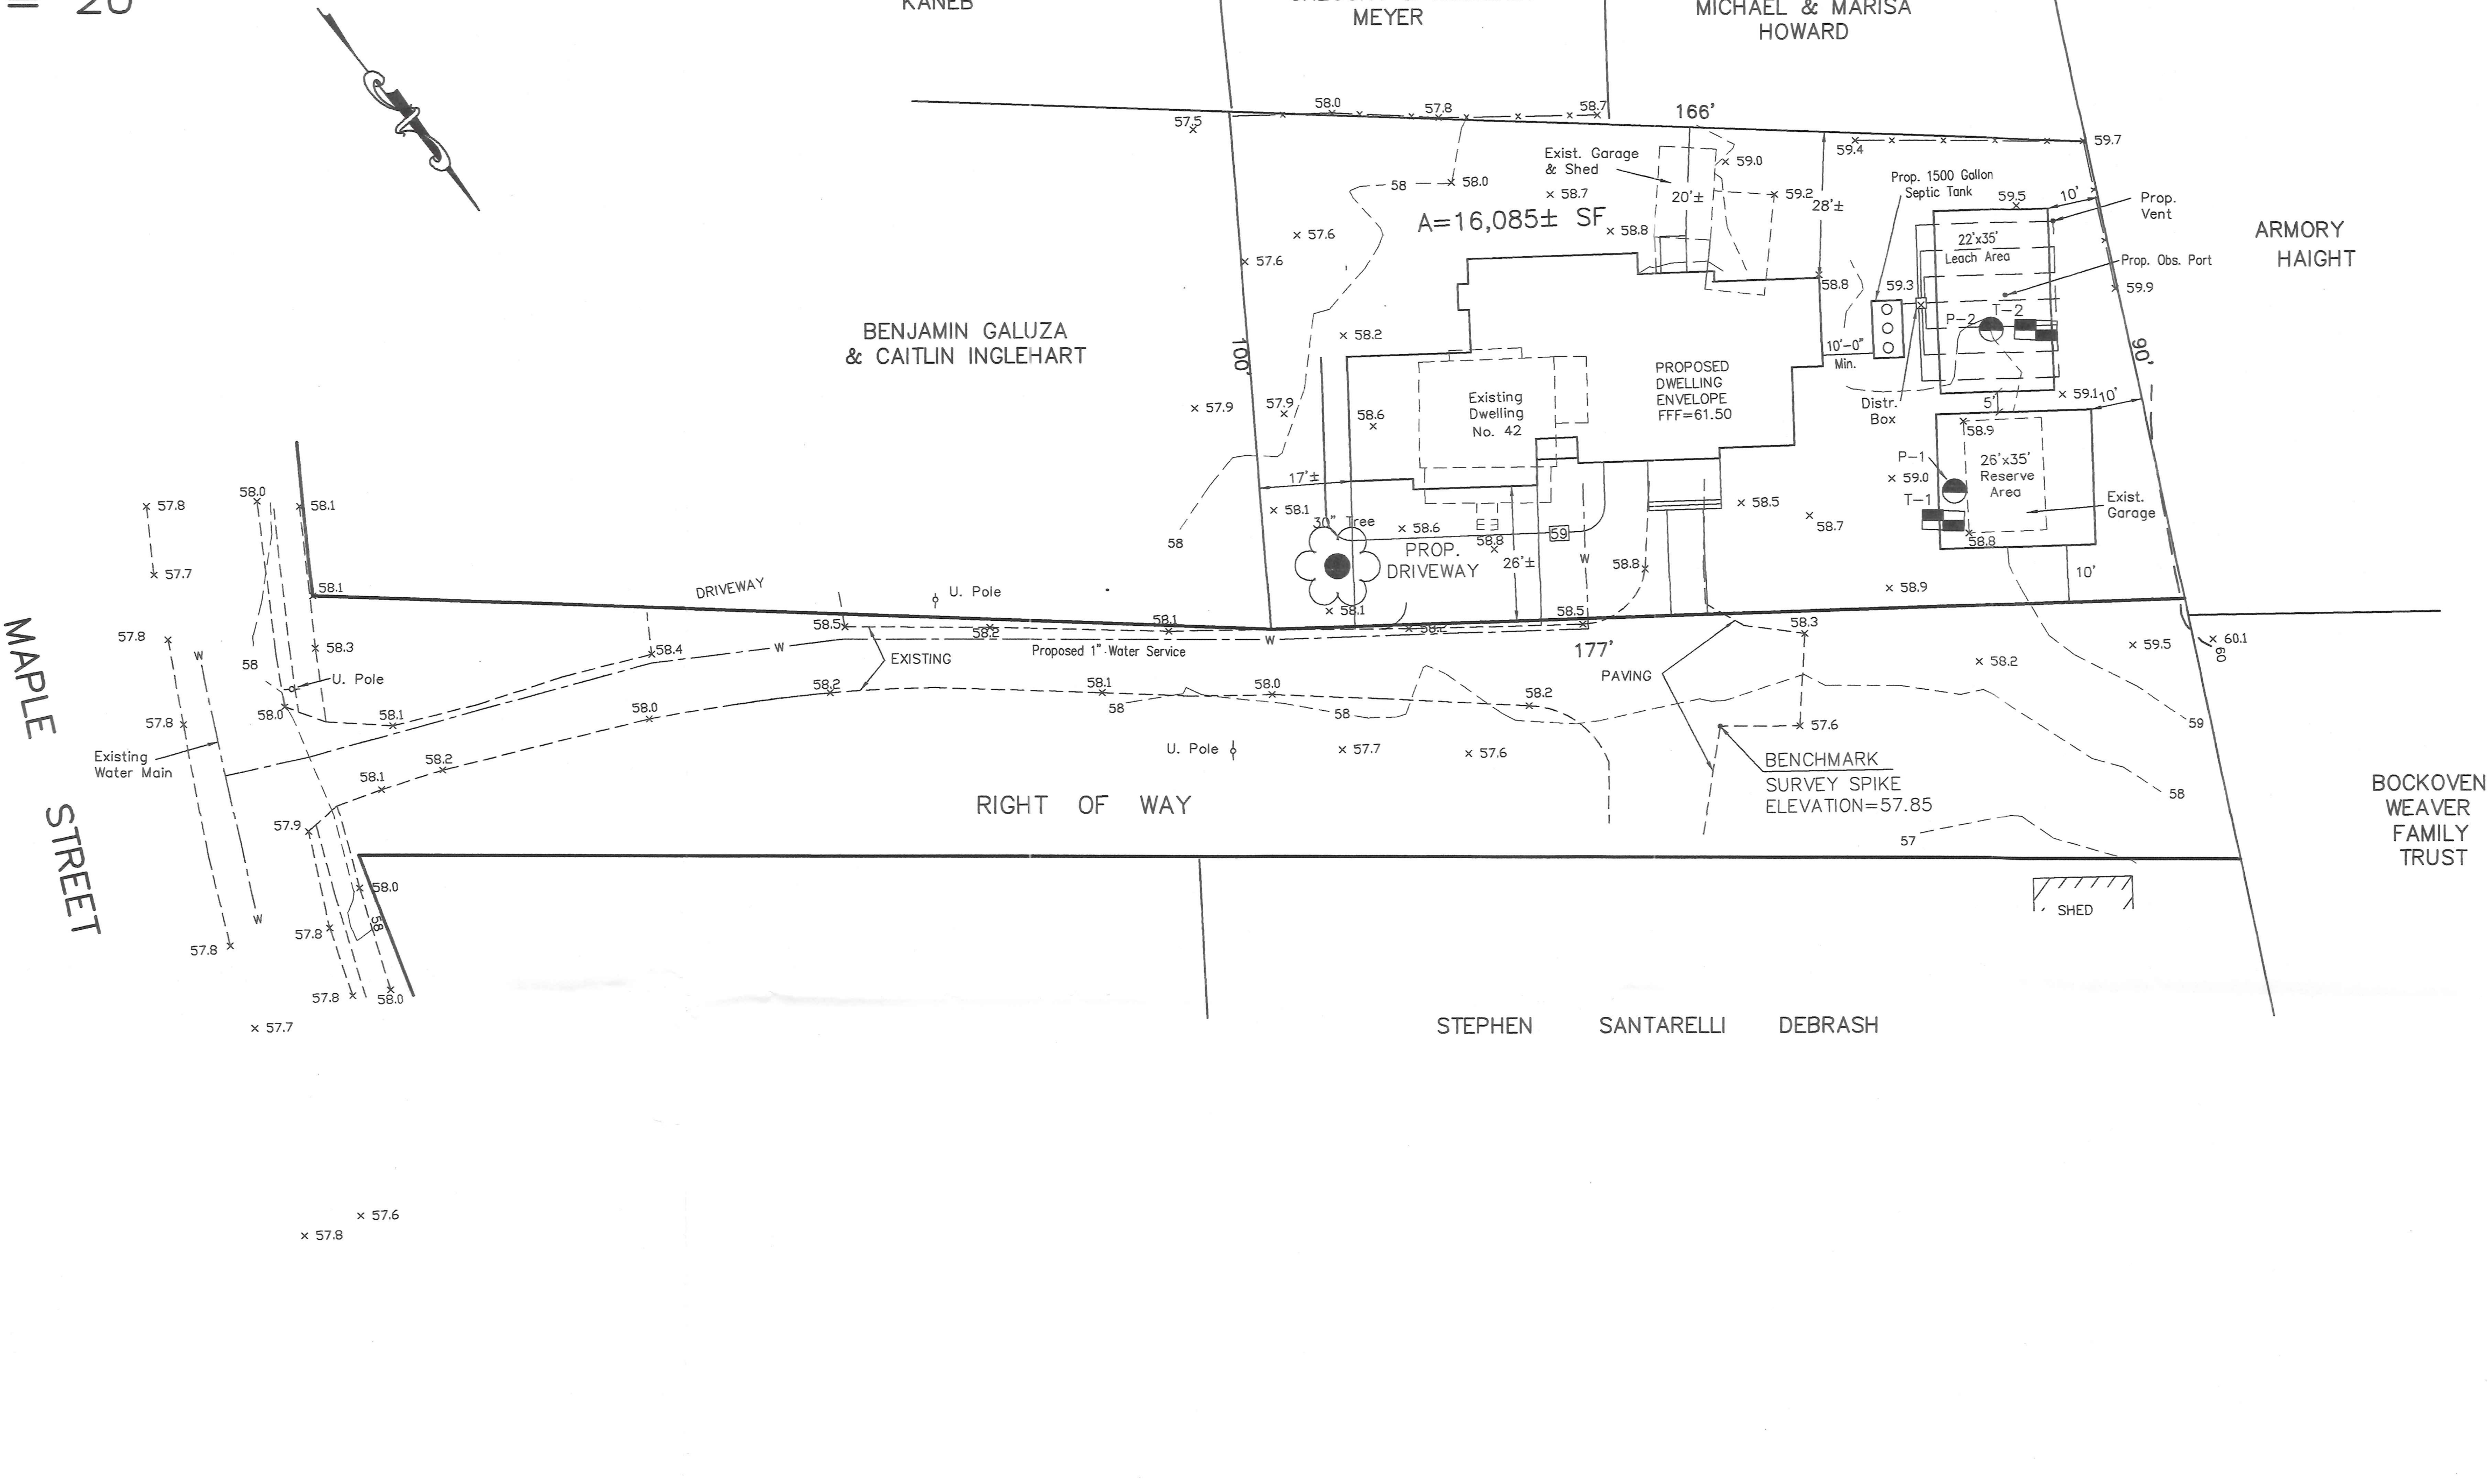 = 20'
KANEB
MEYER
MICHAEL & MARISA
HOWARD
58.0
57.8
58.7
166'
57.5
59.4
59.7
Exist. Garage
& Shed
59.0
58
58.0
58.7
20'±
59.2
28'±
Prop. 1500 Gallon
Septic Tank
59.5
10'
Prop.
Vent
A=16,085± SF
58.8
57.6
57.6
22'x35'
Leach Area
ARMORY
HAIGHT
Prop. Obs. Port
58.8
59.3
59.9
P-2
T-2
BENJAMIN GALUZA
& CAITLIN INGLEHART
100'
58.2
10'-0"
Min.
90'
PROPOSED
DWELLING
ENVELOPE
FFF=61.50
Existing
Dwelling
No. 42
57.9
57.9
58.6
Distr.
Box
5'
59.1
10'
58.9
P-1
26'x35'
Reserve
Area
59.0
T-1
Exist.
Garage
58.8
17'±
58.1
30" Tree
58.6
58.8
59
58.5
58.7
58
PROP.
DRIVEWAY
26'±
W
58.8
10'
58.9
57.8
58.0
58.1
57.7
58.1
DRIVEWAY
U. Pole
58.1
58.5
57.8
W
58.3
58
58.4
W
58.5
58.2
58.1
W
58.2
EXISTING
Proposed 1" Water Service
177'
58.3
PAVING
58.2
59.5
60.1
60
U. Pole
57.8
58.0
58.1
58.0
58.2
58.1
58
58.0
58
58.2
59
MAPLE STREET
Existing
Water Main
58.2
58.1
U. Pole
57.7
57.6
57.6
BENCHMARK
SURVEY SPIKE
ELEVATION=57.85
58
57.9
RIGHT OF WAY
57
BOCKOVEN
WEAVER
FAMILY
TRUST
58.0
58
W
57.8
57.8
SHED
57.8
58.0
57.7
STEPHEN SANTARELLI DEBRASH
57.6
57.8